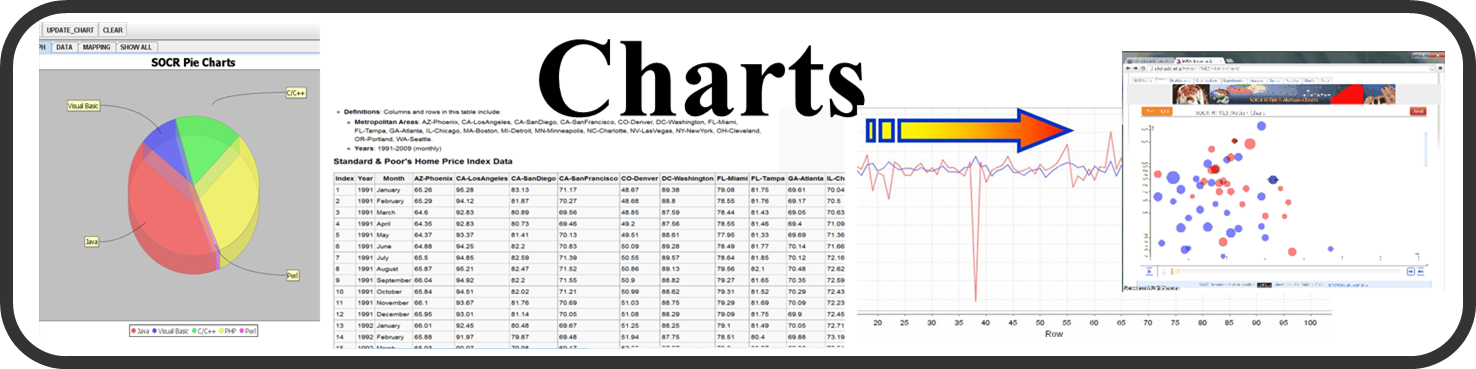 Charts
UPDATE_CHART CLEAR
PH DATA MAPPING SHOW ALL
SOCR Pie Charts
C/C++
Visual Basic
Java
Perl
Java Visual Basic C/C++ PHP Perl
Definitions: Columns and rows in this table include:
Metropolitan Areas: AZ-Phoenix, CA-LosAngeles, CA-SanDiego, CA-SanFrancisco, CO-Denver, DC-Washington, FL-Miami,
FL-Tampa, GA-Atlanta, IL-Chicago, MA-Boston, MI-Detroit, MN-Minneapolis, NC-Charlotte, NV-LasVegas, NY-NewYork, OH-Cleveland,
OR-Portland, WA-Seattle.
Years: 1991-2009 (monthly)
Standard & Poor's Home Price Index Data
Index Year Month AZ-Phoenix CA-LosAngeles CA-SanDiego CA-SanFrancisco CO-Denver DC-Washington FL-Miami FL-Tampa GA-Atlanta IL-Ch
1 1991 January 65.26 95.28 83.13 71.17 48.67 89.38 79.08 81.75 69.61 70.04
2 1991 February 65.29 94.12 81.87 70.27 48.68 88.8 78.55 81.76 69.17 70.5
3 1991 March 64.6 92.83 80.89 69.56 48.85 87.59 78.44 81.43 69.05 70.63
4 1991 April 64.35 92.83 80.73 69.46 49.2 87.56 78.55 81.46 69.4 71.09
5 1991 May 64.37 93.37 81.41 70.13 49.51 88.61 77.95 81.33 69.69 71.36
6 1991 June 64.88 94.25 82.2 70.83 50.09 89.28 78.49 81.77 70.14 71.66
7 1991 July 65.5 94.85 82.59 71.39 50.55 89.57 78.64 81.85 70.12 72.16
8 1991 August 65.87 95.21 82.47 71.52 50.86 89.13 79.56 82.1 70.48 72.62
9 1991 September 66.04 94.92 82.2 71.55 50.9 88.82 79.27 81.65 70.35 72.59
10 1991 October 65.84 94.51 82.02 71.21 50.99 88.62 79.31 81.52 70.29 72.43
11 1991 November 66.1 93.67 81.76 70.69 51.03 88.75 79.29 81.69 70.09 72.23
12 1991 December 65.95 93.01 81.14 70.05 51.08 88.29 79.09 81.75 69.9 72.45
13 1992 January 66.01 92.45 80.48 69.67 51.25 88.25 79.1 81.49 70.05 72.71
14 1992 February 65.88 91.97 79.87 69.48 51.94 87.75 78.51 80.4 69.88 73.19
20 25 30 35 40 45 50 55 60 65 70 75 80 85 90 95 100
Row
SOCR HTML5 Motion Chart